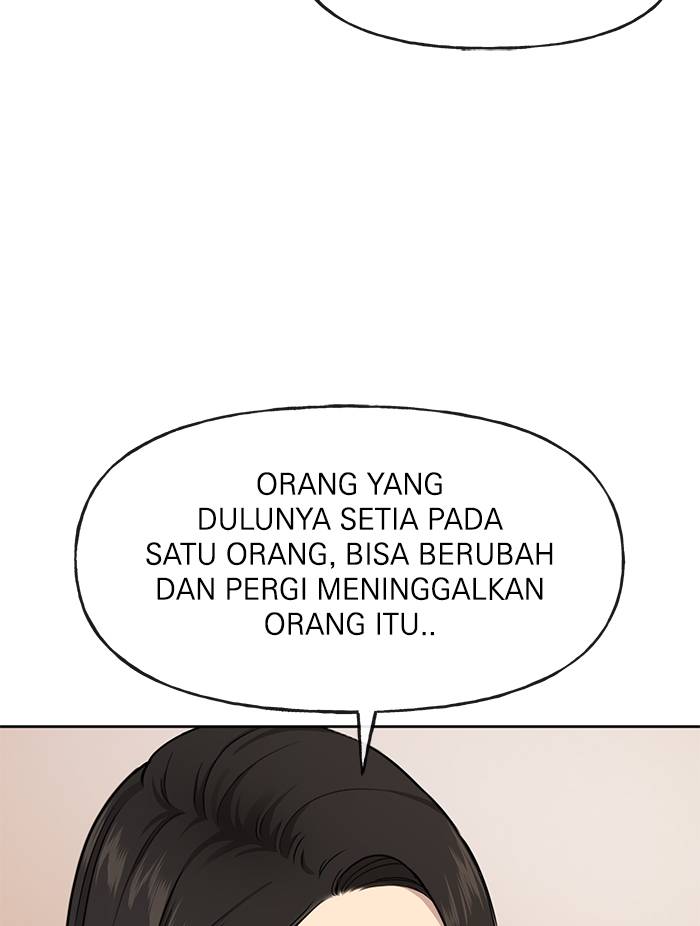 ORANG YANG
DULUNYA SETIA PADA
SATU ORANG, BISA BERUBAH
DAN PERGI MENINGGALKAN
ORANG ITU..